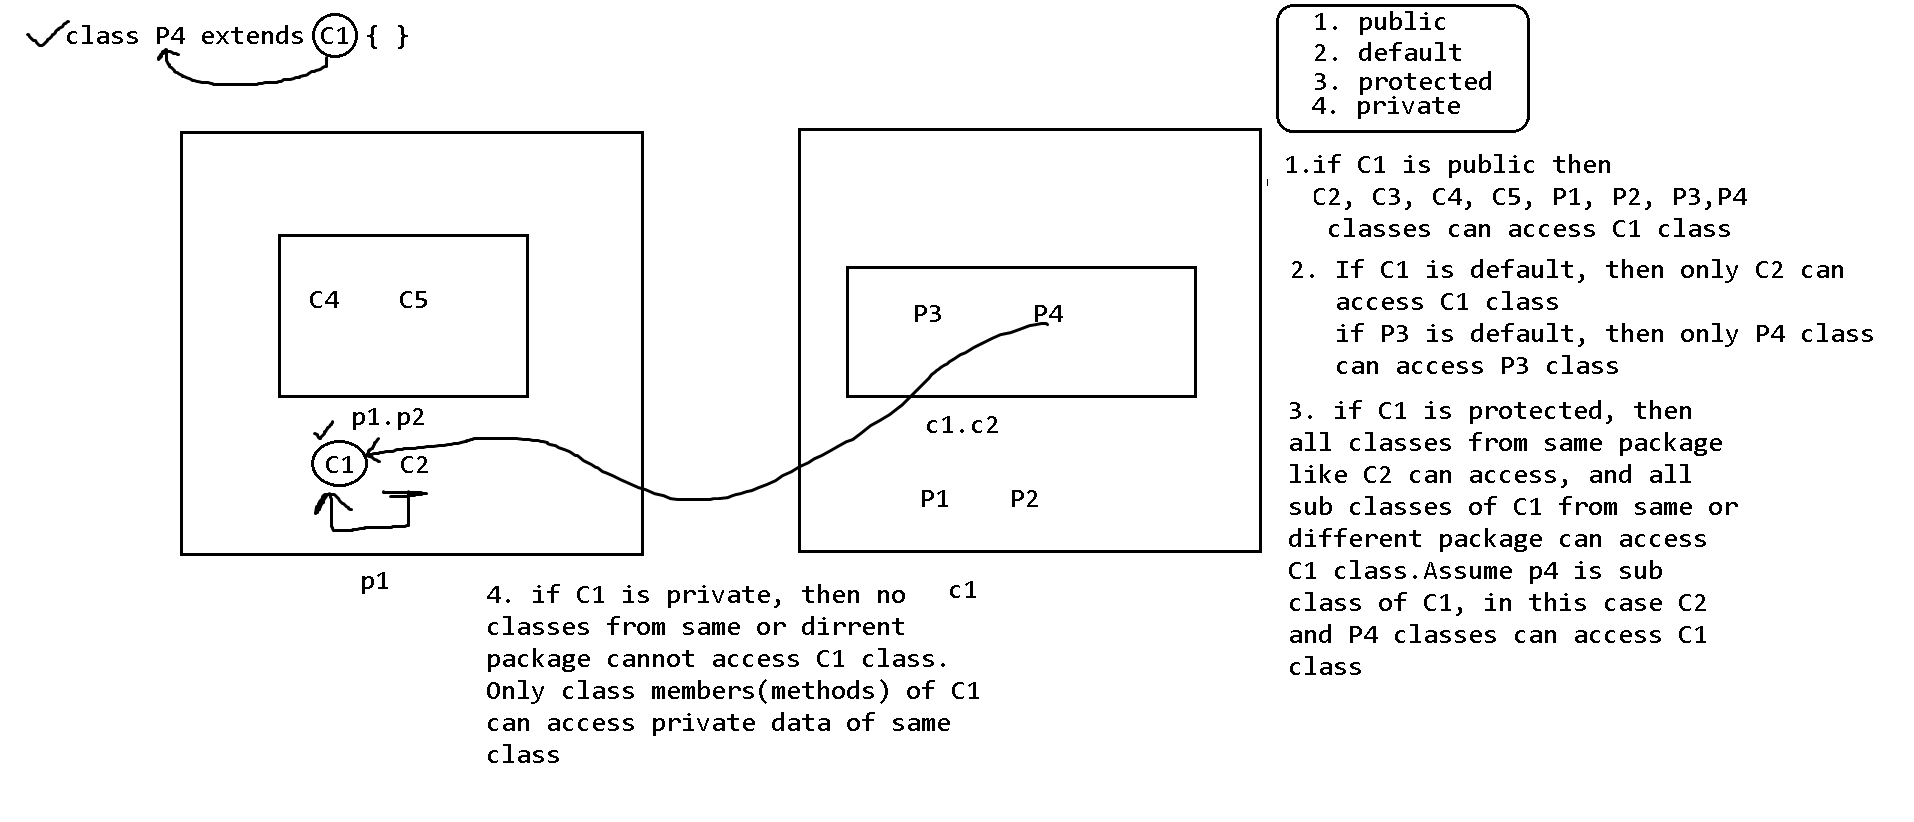 class P4 extends C1 { }
1. public
2. default
3. protected
4. private
1.if C1 is public then
C2, C3, C4, C5, P1, P2, P3,P4
classes can access C1 class
2. If C1 is default, then only C2 can
access C1 class
if P3 is default, then only P4 class
can access P3 class
3. if C1 is protected, then
all classes from same package
like C2 can access, and all
sub classes of C1 from same or
different package can access
C1 class.Assume p4 is sub
class of C1, in this case C2
and P4 classes can access C1
class
C4 C5
p1.p2
C1 C2
p1
P3 P4
c1.c2
P1 P2
c1
4. if C1 is private, then no
classes from same or dirrent
package cannot access C1 class.
Only class members(methods) of C1
can access private data of same
class